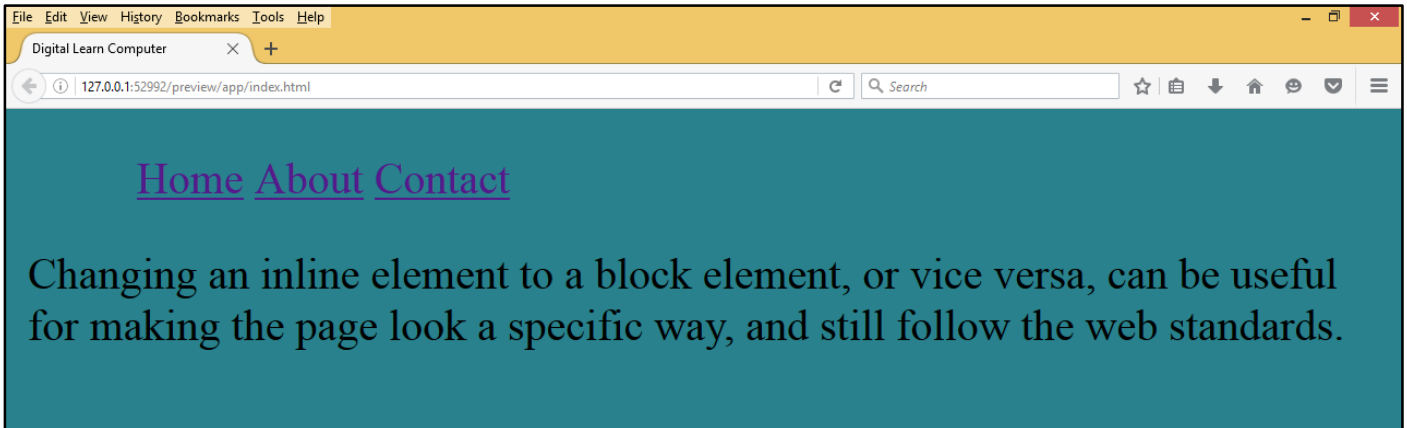 File Edit View History Bookmarks Tools Help
Digital Learn Computer
127.0.0.1:52992/preview/app/index.html
Search
Home About Contact
Changing an inline element to a block element, or vice versa, can be useful
for making the page look a specific way, and still follow the web standards.